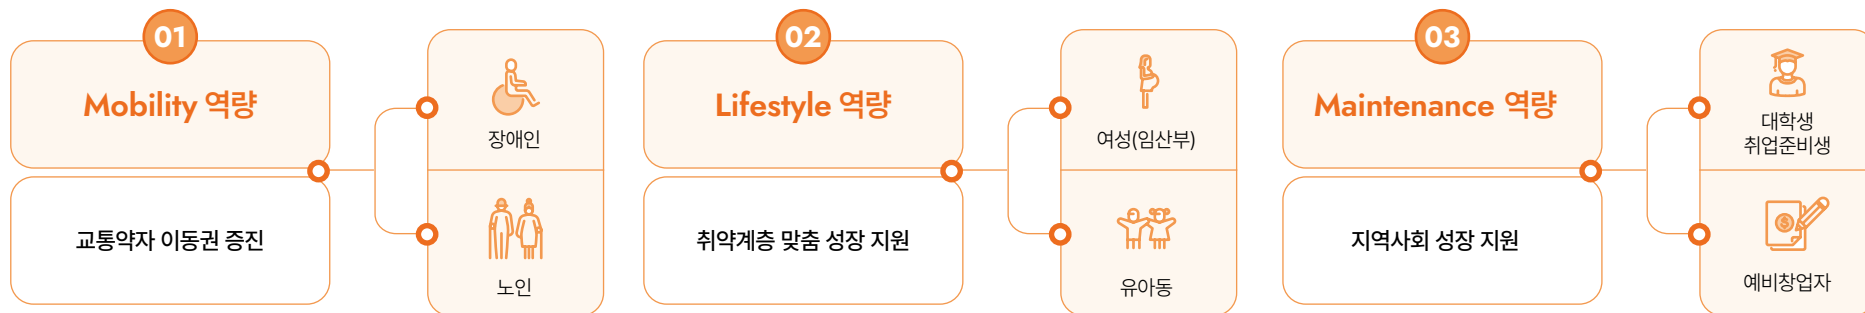 01
Mobility 역량
교통약자 이동권 증진
장애인
노인
02
Lifestyle 역량
취약계층 맞춤 성장 지원
여성(임산부)
유아동
03
Maintenance 역량
지역사회 성장 지원
대학생
취업준비생
예비창업자